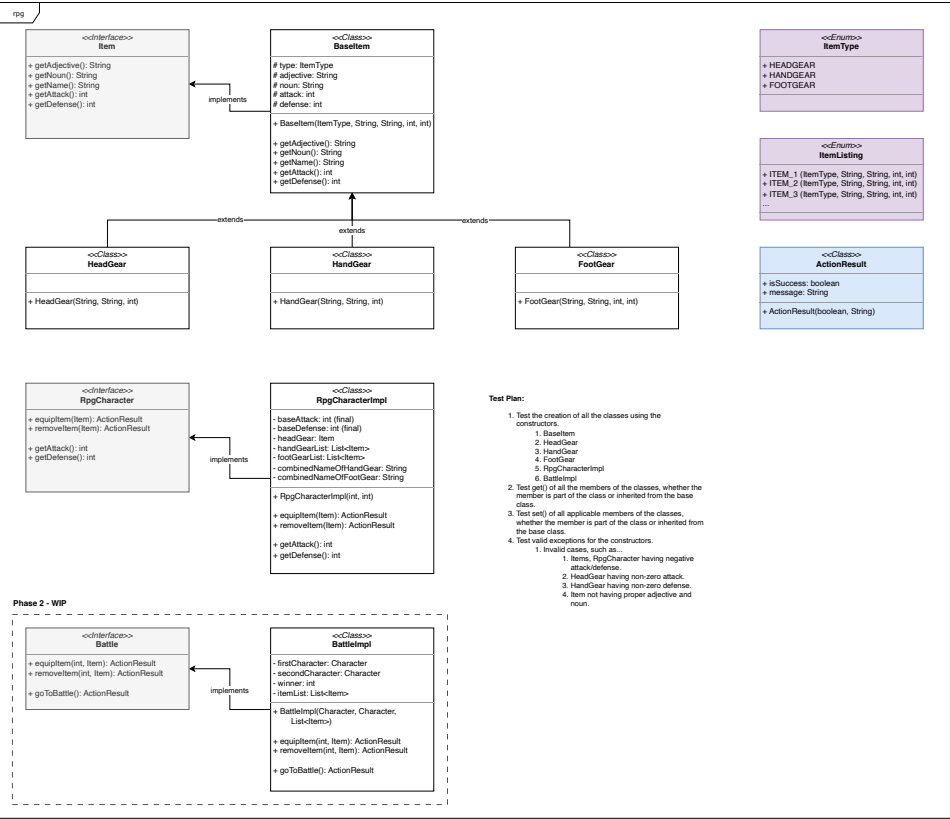 rpg
<<Interface>>
Item
+ getAdjective(): String
+ getNoun(): String
+ getName(): String
+ getAttack(): int
+ getDefense(): int
implements
<<Class>>
BaseItem
# type: ItemType
# adjective: String
# noun: String
# attack: int
# defense: int
+ BaseItem(ItemType, String, String, int, int)
+ getAdjective(): String
+ getNoun(): String
+ getName(): String
+ getAttack(): int
+ getDefense(): int
<<Enum>>
ItemType
+ HEADGEAR
+ HANDGEAR
+ FOOTGEAR
<<Enum>>
ItemListing
+ ITEM_1 (ItemType, String, String, int, int)
+ ITEM_2 (ItemType, String, String, int, int)
+ ITEM_3 (ItemType, String, String, int, int)
...
extends
extends
extends
<<Class>>
HeadGear
+ HeadGear(String, String, int)
<<Class>>
HandGear
+ HandGear(String, String, int)
<<Class>>
FootGear
+ FootGear(String, String, int, int)
<<Class>>
ActionResult
+ isSuccess: boolean
+ message: String
+ ActionResult(boolean, String)
<<Interface>>
RpgCharacter
+ equipItem(Item): ActionResult
+ removeItem(Item): ActionResult
+ getAttack(): int
+ getDefense(): int
implements
<<Class>>
RpgCharacterImpl
- baseAttack: int (final)
- baseDefense: int (final)
- headGear: Item
- handGearList: List<Item>
- footGearList: List<Item>
- combinedNameOfHandGear: String
- combinedNameOfFootGear: String
+ RpgCharacterImpl(int, int)
+ equipItem(Item): ActionResult
+ removeItem(Item): ActionResult
+ getAttack(): int
+ getDefense(): int
Test Plan:
1. Test the creation of all the classes using the
constructors.
1. BaseItem
2. HeadGear
3. HandGear
4. FootGear
5. RpgCharacterImpl
6. BattleImpl
2. Test get() of all the members of the classes, whether the
member is part of the class or inherited from the base
class.
3. Test set() of all applicable members of the classes,
whether the member is part of the class or inherited from
the base class.
4. Test valid exceptions for the constructors.
1. Invalid cases, such as...
1. Items, RpgCharacter having negative
attack/defense.
2. HeadGear having non-zero attack.
3. HandGear having non-zero defense.
4. Item not having proper adjective and
noun.
Phase 2 - WIP
<<Interface>>
Battle
+ equipItem(int, Item): ActionResult
+ removeItem(int, Item): ActionResult
+ goToBattle(): ActionResult
implements
<<Class>>
BattleImpl
- firstCharacter: Character
- secondCharacter: Character
- winner: int
- itemList: List<Item>
+ BattleImpl(Character, Character,
List<Item>)
+ equipItem(int, Item): ActionResult
+ removeItem(int, Item): ActionResult
+ goToBattle(): ActionResult